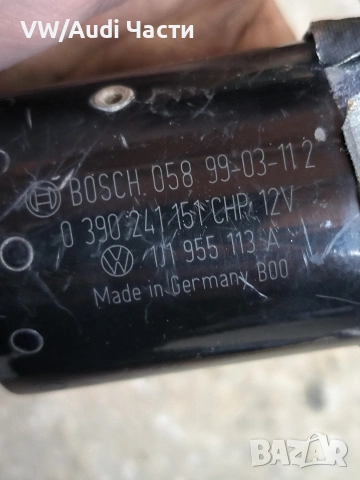 VW/Audi Части
BOSCH 058 99-03-11 2
0 390 241 151 CHP 12V
1J1 955 113 A
Made in Germany B00
BAZAR